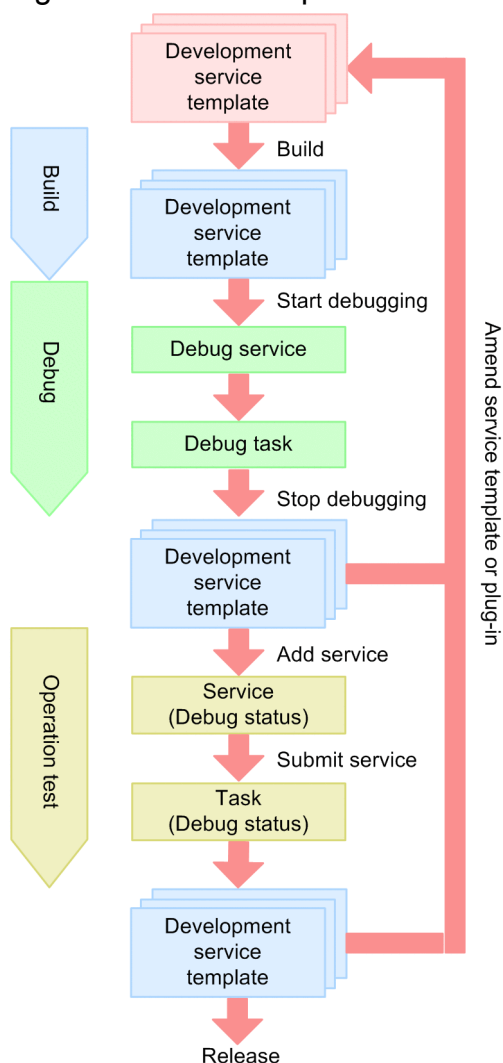 Development
service
template
Build
Build
Development
service
template
Start debugging
Debug
Debug service
Debug task
Stop debugging
Amend service template or plug-in
Development
service
template
Add service
Operation test
Service
(Debug status)
Submit service
Task
(Debug status)
Development
service
template
Release